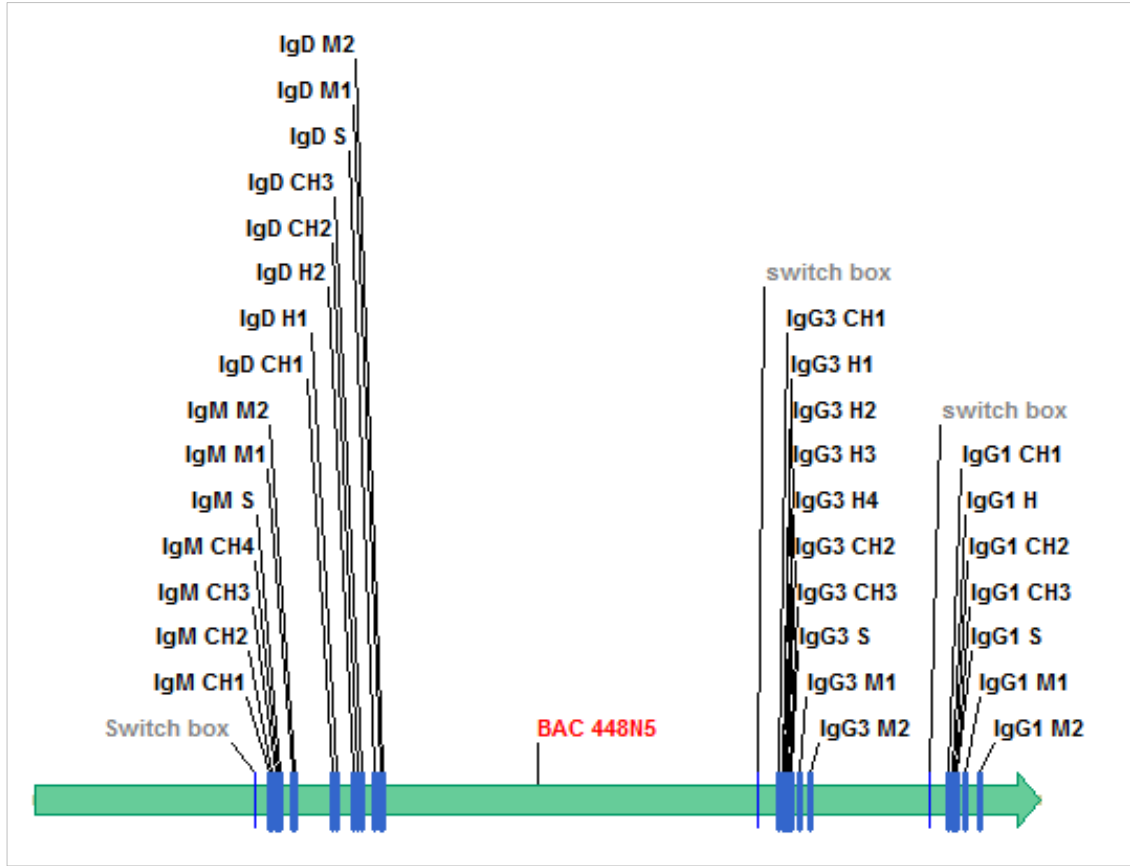 IgD M2
IgD M1
IgD S
IgD CH3
IgD CH2
IgD H2
IgD H1
IgD CH1
IgM M2
IgM M1
IgM S
IgM CH4
IgM CH3
IgM CH2
IgM CH1
Switch box
BAC 448N5
switch box
IgG3 CH1
IgG3 H1
IgG3 H2
IgG3 H3
IgG3 H4
IgG3 CH2
IgG3 CH3
IgG3 S
IgG3 M1
IgG3 M2
switch box
IgG1 CH1
IgG1 H
IgG1 CH2
IgG1 CH3
IgG1 S
IgG1 M1
IgG1 M2